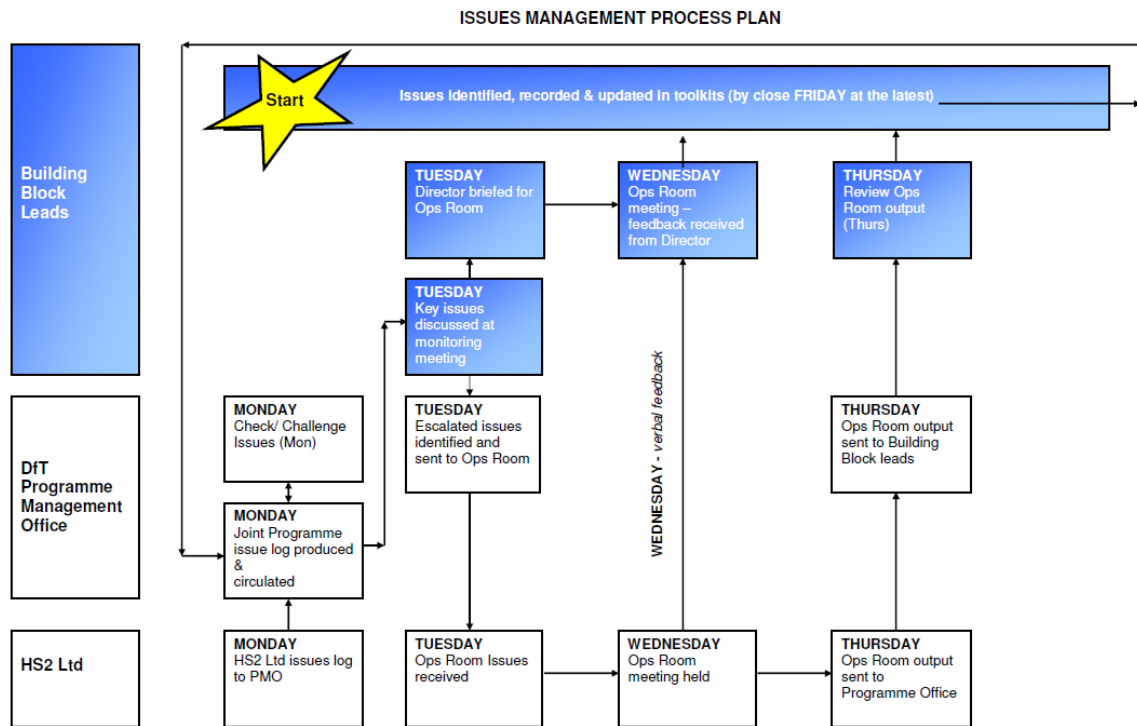 ISSUES MANAGEMENT PROCESS PLAN
Start
Issues identified, recorded & updated in toolkits (by close FRIDAY at the latest)
Building
Block
Leads
TUESDAY
Director briefed for
Ops Room
WEDNESDAY
Ops Room
meeting –
feedback received
from Director
THURSDAY
Review Ops
Room output
(Thurs)
TUESDAY
Key issues
discussed at
monitoring
meeting
WEDNESDAY - verbal feedback
DfT
Programme
Management
Office
MONDAY
Check/ Challenge
Issues (Mon)
TUESDAY
Escalated issues
identified and
sent to Ops Room
THURSDAY
Ops Room output
sent to Building
Block leads
MONDAY
Joint Programme
issue log produced
&
circulated
HS2 Ltd
MONDAY
HS2 Ltd issues log
to PMO
TUESDAY
Ops Room Issues
received
WEDNESDAY
Ops Room
meeting held
THURSDAY
Ops Room output
sent to
Programme Office